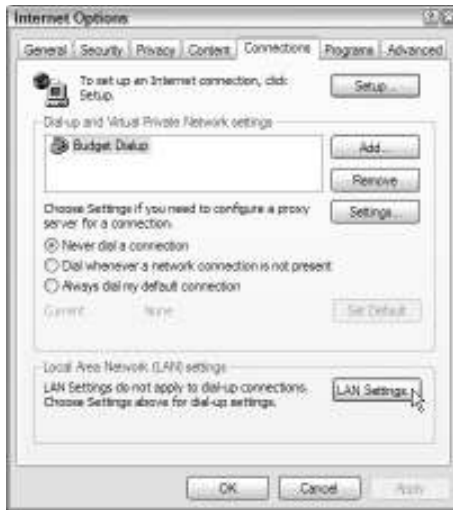 Internet Options
General Security Privacy Content Connections Programs Advanced
To set up an Internet connection, click
Setup.
Setup...
Dial-up and Virtual Private Network settings
Budget Dialup
Add...
Remove
Choose Settings if you need to configure a proxy
server for a connection.
Settings...
Never dial a connection
Dial whenever a network connection is not present
Always dial my default connection
Current None
Set Default
Local Area Network (LAN) settings
LAN Settings do not apply to dial-up connections.
Choose Settings above for dial-up settings.
LAN Settings...
OK Cancel Apply